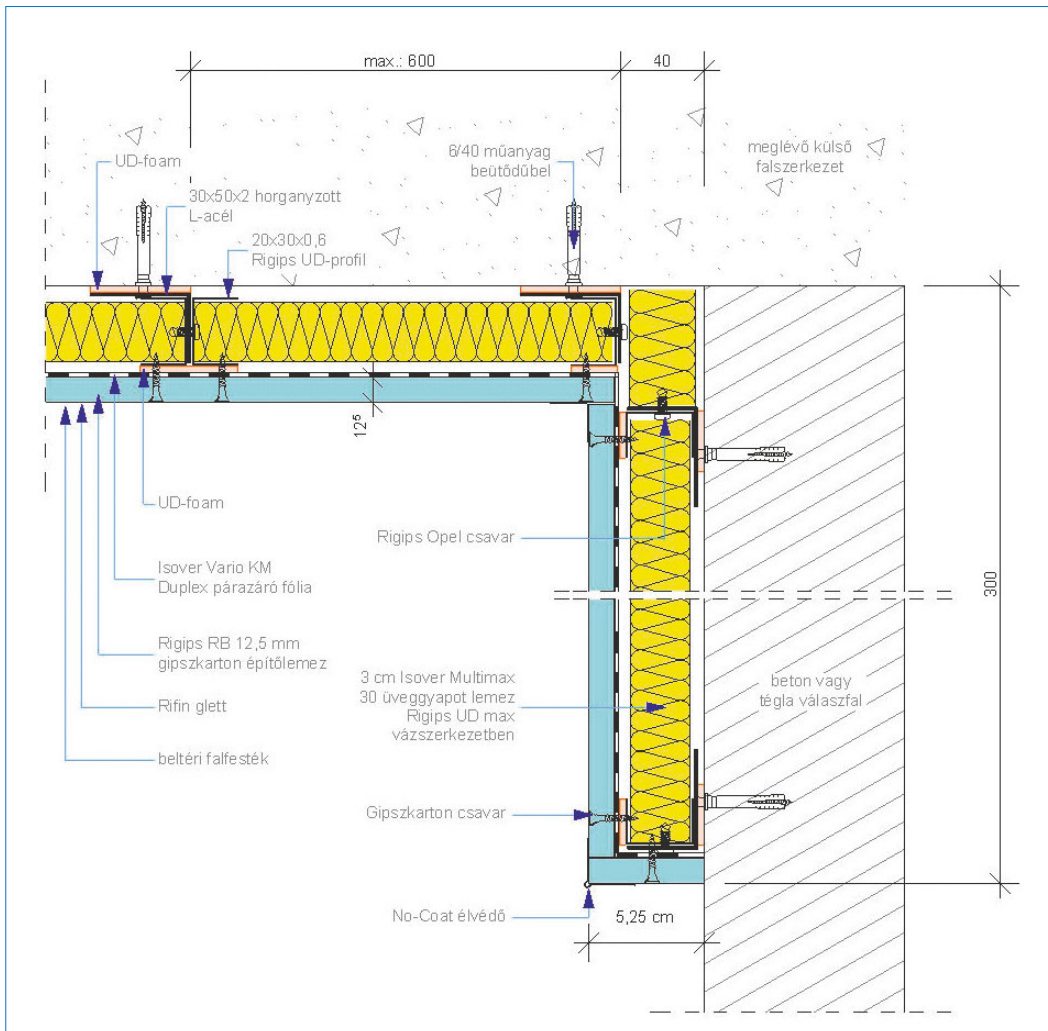 max.: 600
40
UD-foam
6/40 műanyag
beütődűbel
meglévő külső
falszerkezet
30x50x2 horganyzott
L-acél
20x30x0,6
Rigips UD-profil
12⁵
UD-foam
Rigips Opel csavar
Isover Vario KM
Duplex párazáró fólia
300
Rigips RB 12,5 mm
gipszkarton építőlemez
3 cm Isover Multimax
30 üveggyapot lemez
Rigips UD max
vázszerkezetben
beton vagy
tégla válaszfal
Rifin glett
beltéri falfesték
Gipszkarton csavar
No-Coat élvédő
5,25 cm